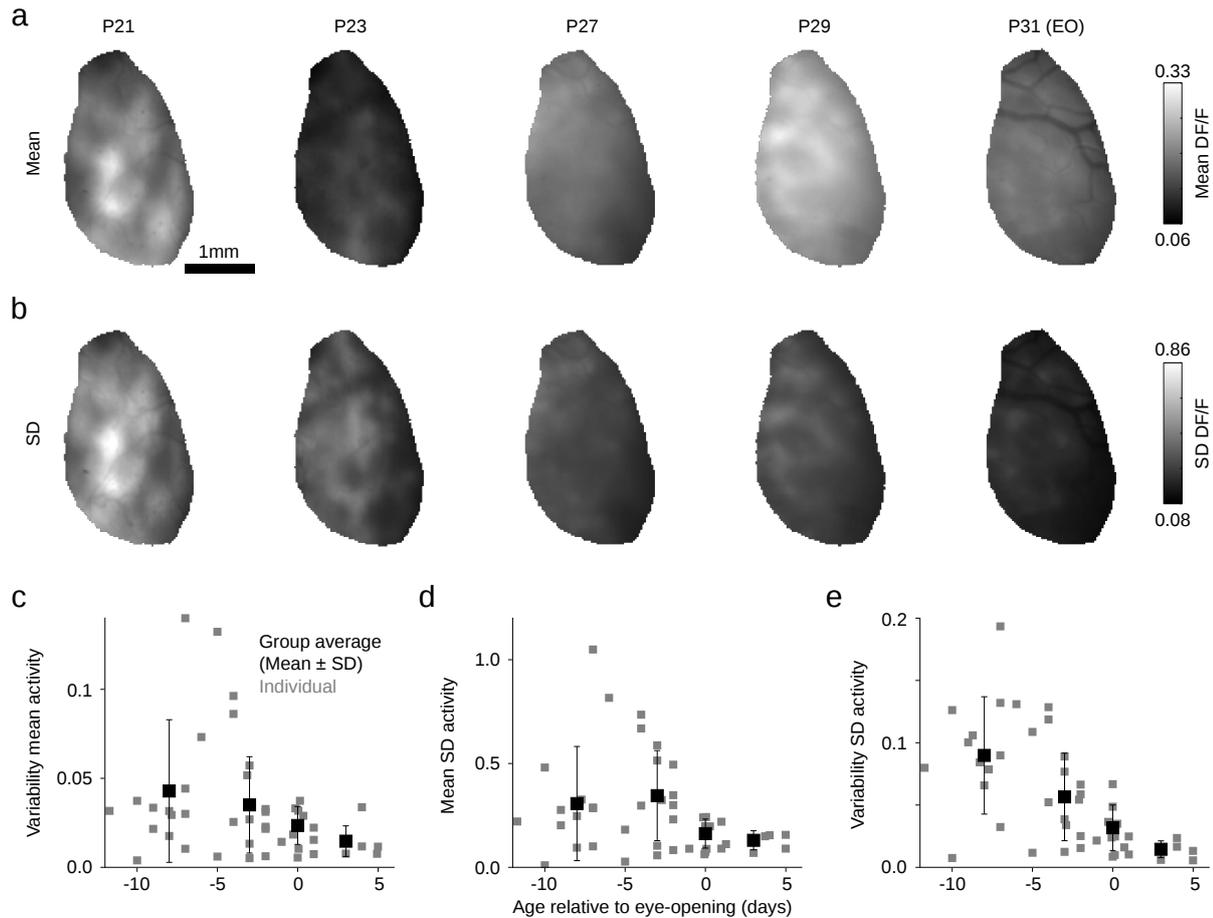 a
P21 P23 P27 P29 P31 (EO)
Mean
1mm
0.33
Mean DF/F
0.06
b
SD
0.86
SD DF/F
0.08
c
Variability mean activity
0.1
0.05
0.0
Group average
(Mean ± SD)
Individual
-10 -5 0 5
d
Mean SD activity
1.0
0.5
0.0
-10 -5 0 5
Age relative to eye-opening (days)
e
Variability SD activity
0.2
0.1
0.0
-10 -5 0 5